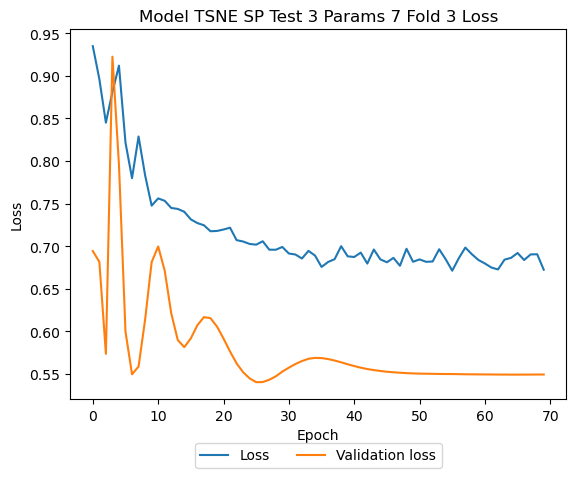 Model TSNE SP Test 3 Params 7 Fold 3 Loss
0.95
0.90
0.85
0.80
0.75
0.70
0.65
0.60
0.55
Loss
0 10 20 30 40 50 60 70
Epoch
Loss Validation loss